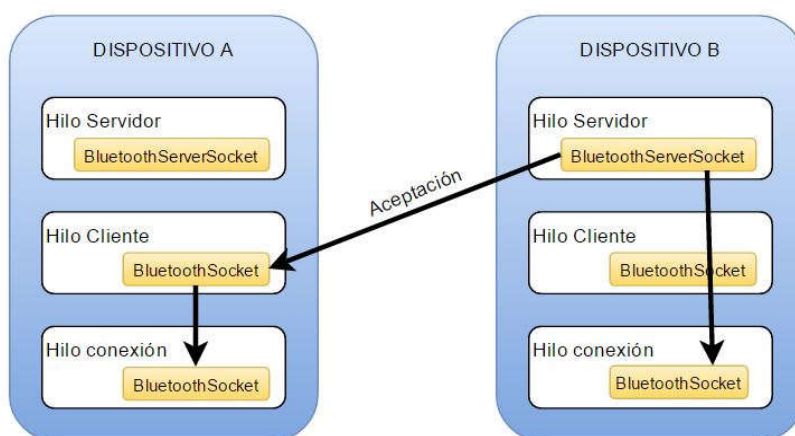 DISPOSITIVO A
Hilo Servidor
BluetoothServerSocket
Hilo Cliente
BluetoothSocket
Hilo conexión
BluetoothSocket
Aceptación
DISPOSITIVO B
Hilo Servidor
BluetoothServerSocket
Hilo Cliente
BluetoothSocket
Hilo conexión
BluetoothSocket